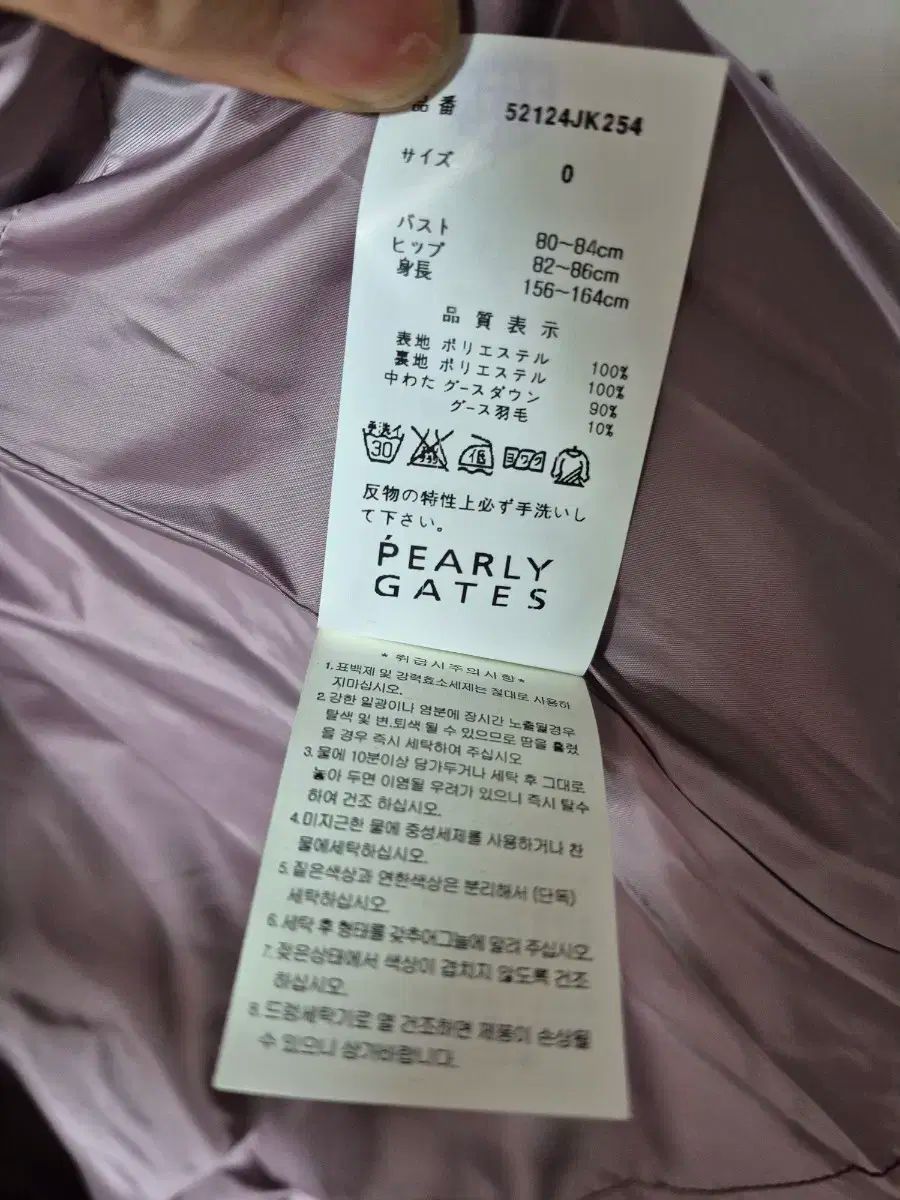 品番 52124JK254
サイズ 0
バスト 80~84cm
ヒップ 82~86cm
身長 156~164cm
品質表示
表地 ポリエステル 100%
裏地 ポリエステル 100%
中わた グースダウン 90%
グース羽毛 10%
手洗イ 30 低 ヨワク
反物の特性上必ず手洗いし
て下さい。
PEARLY
GATES
* 취급시주의사항*
1.표백제 및 강력효소세제는 절대로 사용하
지마십시오.
2.강한 일광이나 염분에 장시간 노출될경우
탈색 및 변.퇴색 될 수 있으므로 땀을 흘렸
을 경우 즉시 세탁하여 주십시오
3.물에 10분이상 담가두거나 세탁 후 그대로
놓아 두면 이염될 우려가 있으니 즉시 탈수
하여 건조 하십시오.
4.미지근한 물에 중성세제를 사용하거나 찬
물에세탁하십시오.
5.짙은색상과 연한색상은 분리해서 (단독)
세탁하십시오.
6.세탁 후 형태를 갖추어그늘에 말려 주십시오.
7.젖은상태에서 색상이 겹치지 않도록 건조
하십시오.
8.드럼세탁기로 열 건조하면 제품이 손상될
수 있으니 삼가바랍니다.